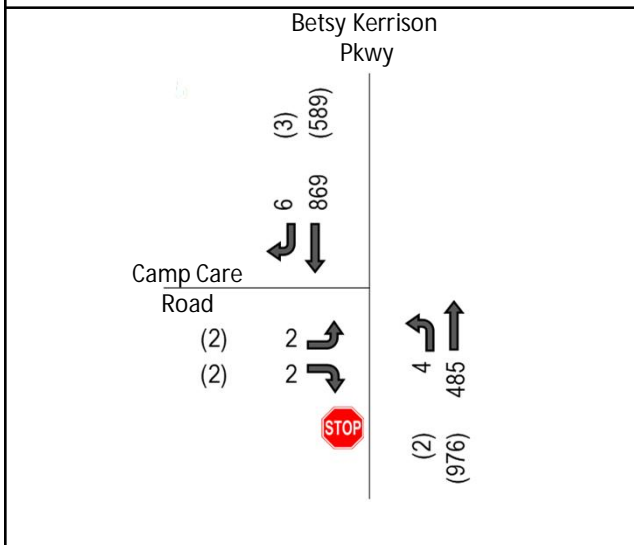 Betsy Kerrison
Pkwy
(3)
(589)
6
869
Camp Care
Road
(2) 2
(2) 2
STOP
4
485
(2)
(976)